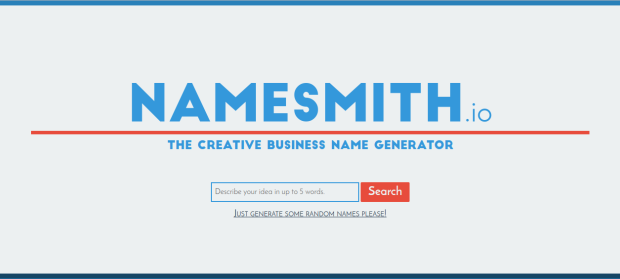 NAMESMITH.io
THE CREATIVE BUSINESS NAME GENERATOR
Describe your idea in up to 5 words. Search
JUST GENERATE SOME RANDOM NAMES PLEASE!